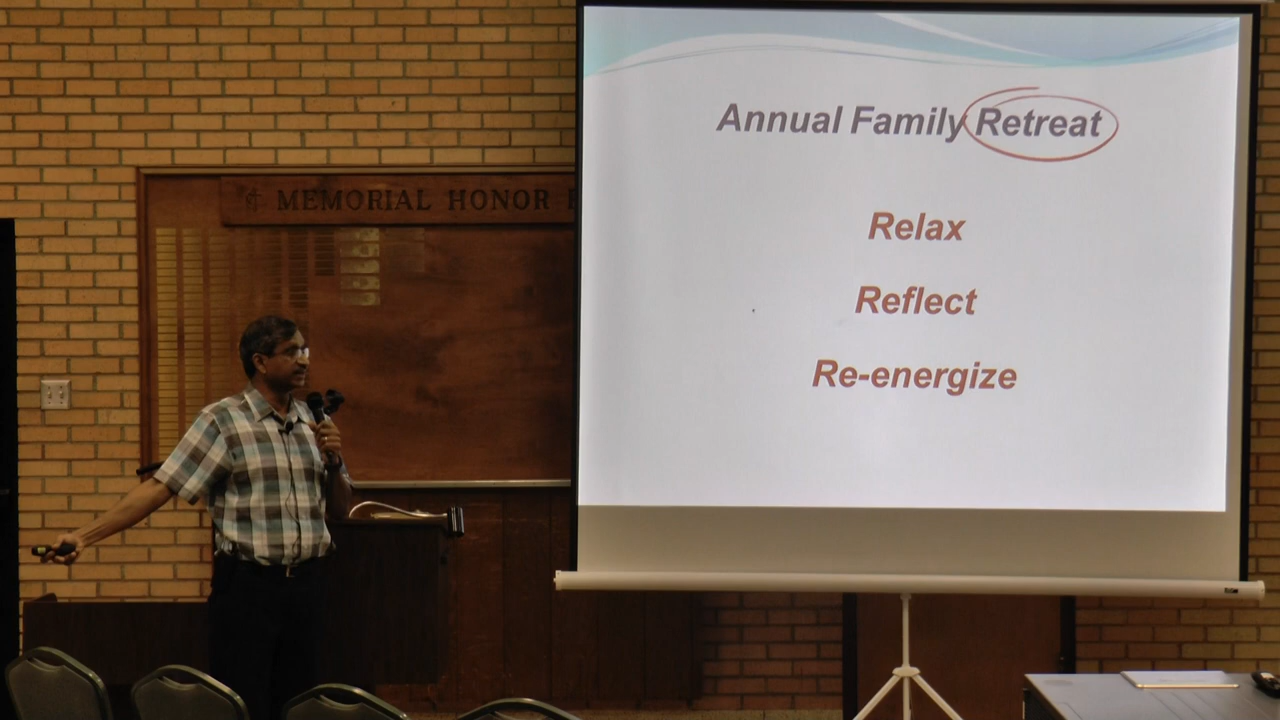 MEMORIAL HONOR
Annual Family Retreat
Relax
Reflect
Re-energize